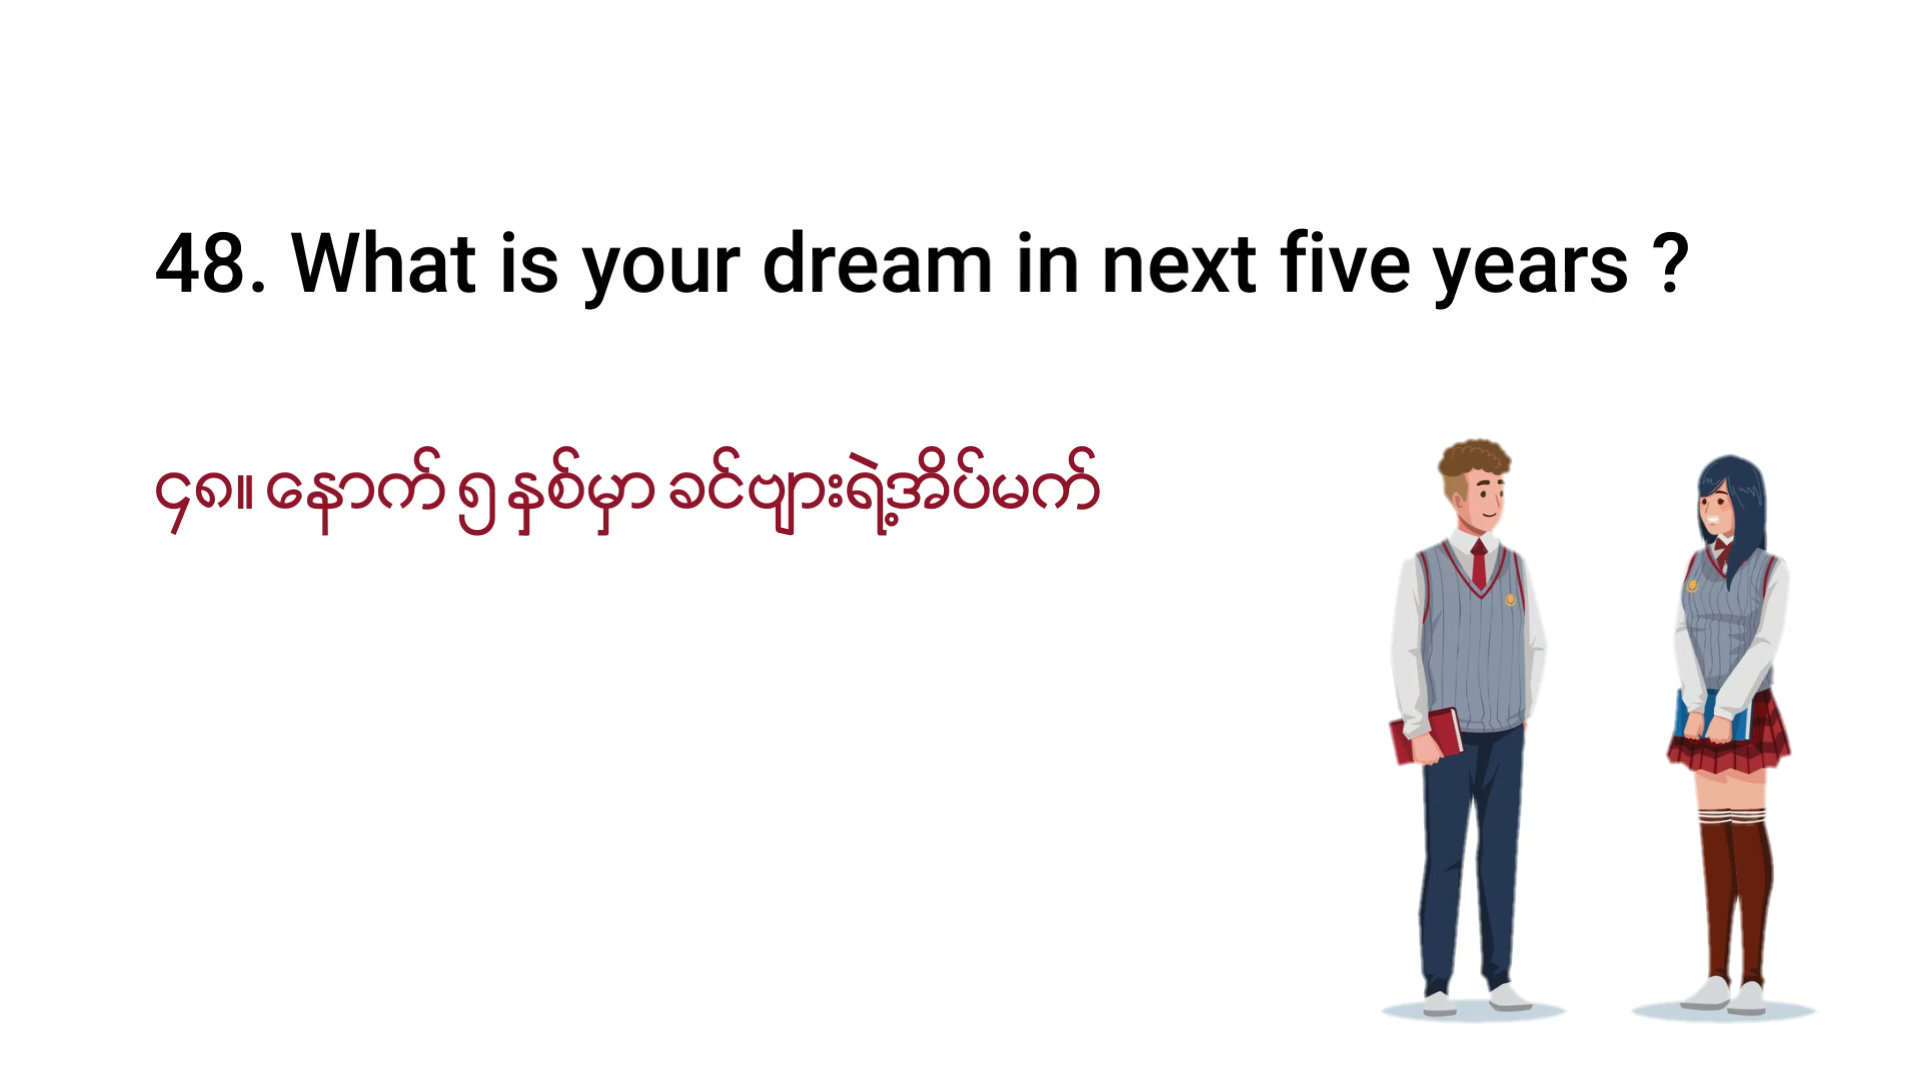 48. What is your dream in next five years ?
၄၈။ နောက် ၅ နှစ်မှာ ခင်ဗျားရဲ့အိပ်မက်